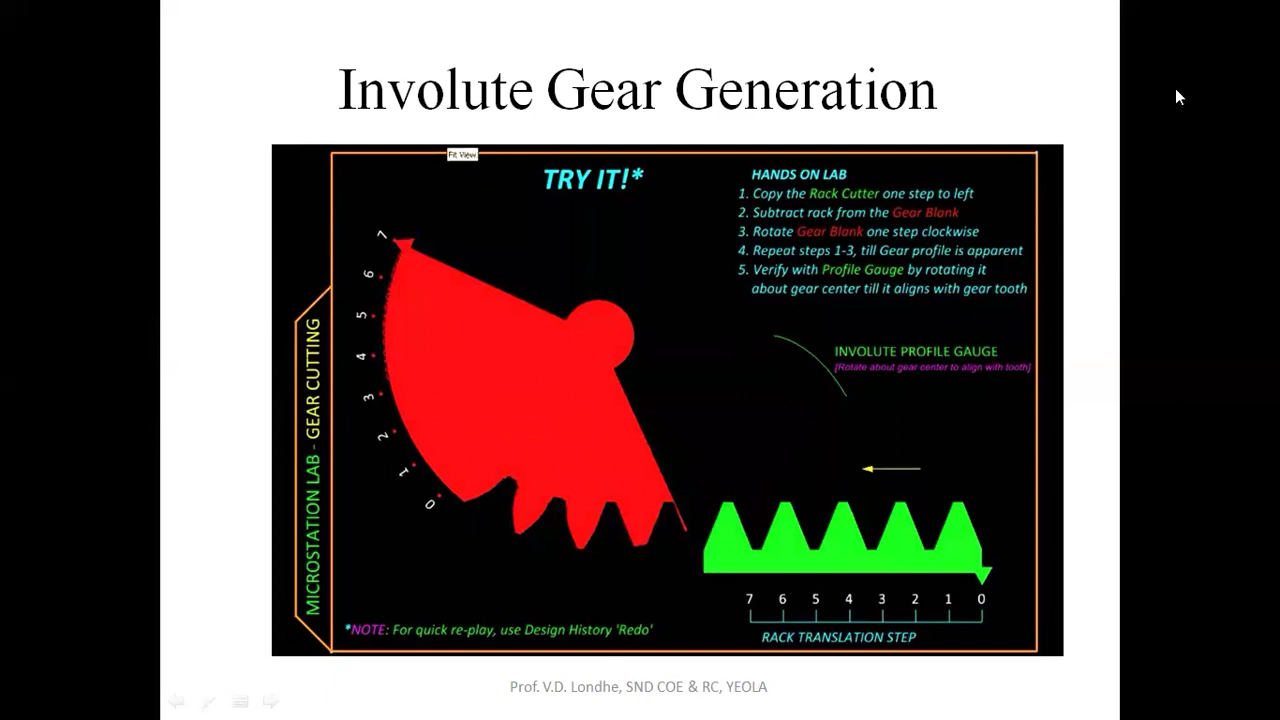 Involute Gear Generation
Fit View
TRY IT!*
HANDS ON LAB
1. Copy the Rack Cutter one step to left
2. Subtract rack from the Gear Blank
3. Rotate Gear Blank one step clockwise
4. Repeat steps 1-3, till Gear profile is apparent
5. Verify with Profile Gauge by rotating it
about gear center till it aligns with gear tooth
7
6
5
4
3
2
1
0
INVOLUTE PROFILE GAUGE
[Rotate about gear center to align with tooth]
MICROSTATION LAB - GEAR CUTTING
7 6 5 4 3 2 1 0
RACK TRANSLATION STEP
*NOTE: For quick re-play, use Design History 'Redo'
Prof. V.D. Londhe, SND COE & RC, YEOLA